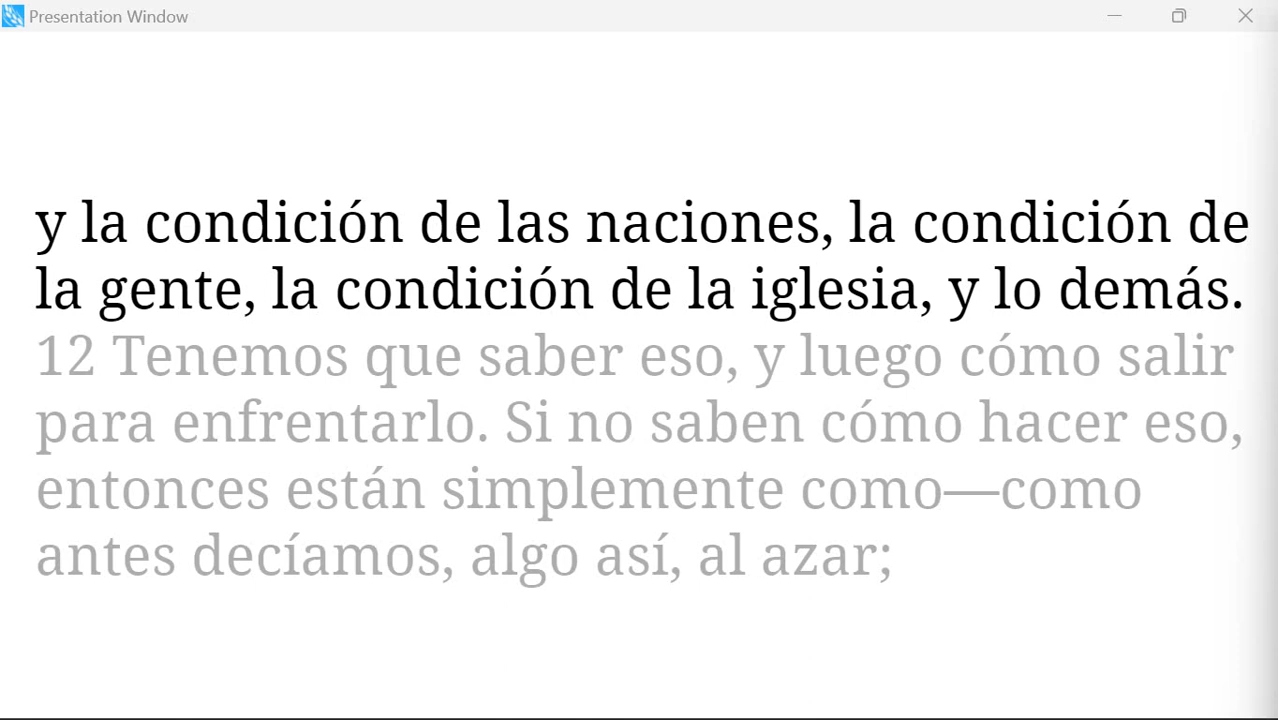 Presentation Window
y la condición de las naciones, la condición de
la gente, la condición de la iglesia, y lo demás.
12 Tenemos que saber eso, y luego cómo salir
para enfrentarlo. Si no saben cómo hacer eso,
entonces están simplemente como—como
antes decíamos, algo así, al azar;